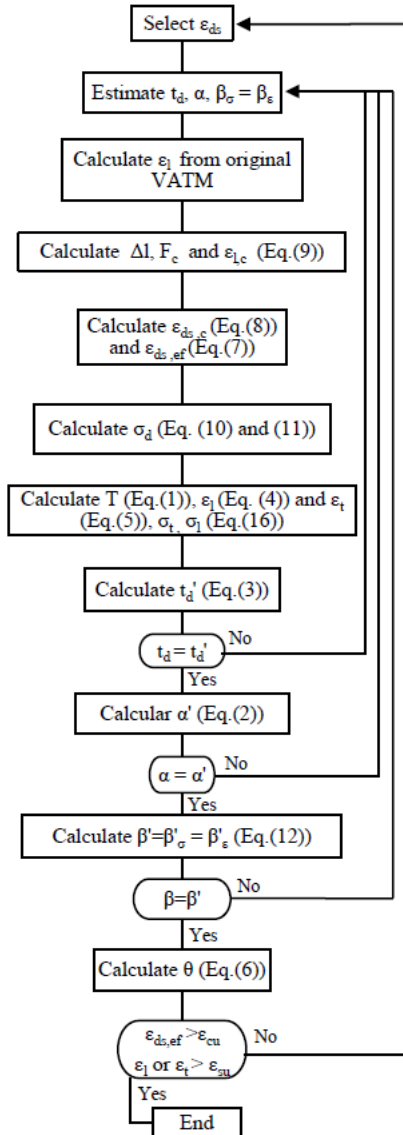 Select ε_ds
Estimate t_d, α, β_σ = β_ε
Calculate ε_l from original
VATM
Calculate Δl, F_c and ε_l,c (Eq.(9))
Calculate ε_ds,c (Eq.(8))
and ε_ds,ef (Eq.(7))
Calculate σ_d (Eq. (10) and (11))
Calculate T (Eq.(1)), ε_l (Eq. (4)) and ε_t
(Eq.(5)), σ_t, σ_l (Eq.(16))
Calculate t_d' (Eq.(3))
No
t_d = t_d'
Yes
Calcular α' (Eq.(2))
No
α = α'
Yes
Calculate β'=β'_σ = β'_ε (Eq.(12))
No
β=β'
Yes
Calculate θ (Eq.(6))
ε_ds,ef >ε_cu
No
ε_l or ε_t > ε_su
Yes
End